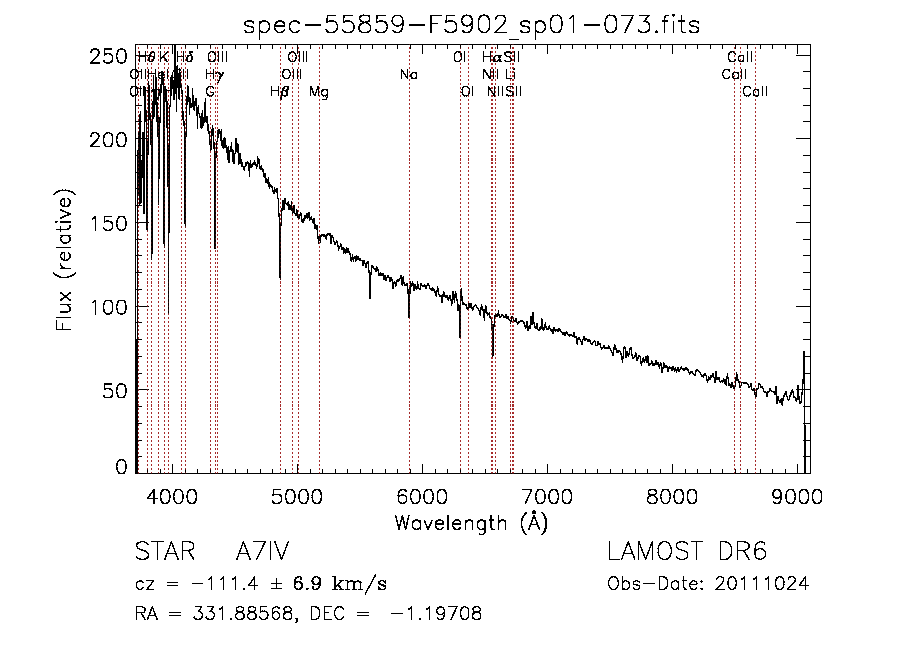 spec-55859-F5902_sp01-073.fits
Hδ K Hδ OIII OIII OI Hα SII CaII
Hγ OIII NII Li CaII
G Hβ Mg OI NII SII CaII
Na
250
200
150
100
50
0
Flux (relative)
4000 5000 6000 7000 8000 9000
Wavelength (Å)
STAR A7IV LAMOST DR6
cz = -111.4 ± 6.9 km/s Obs-Date: 20111024
RA = 331.88568, DEC = -1.19708